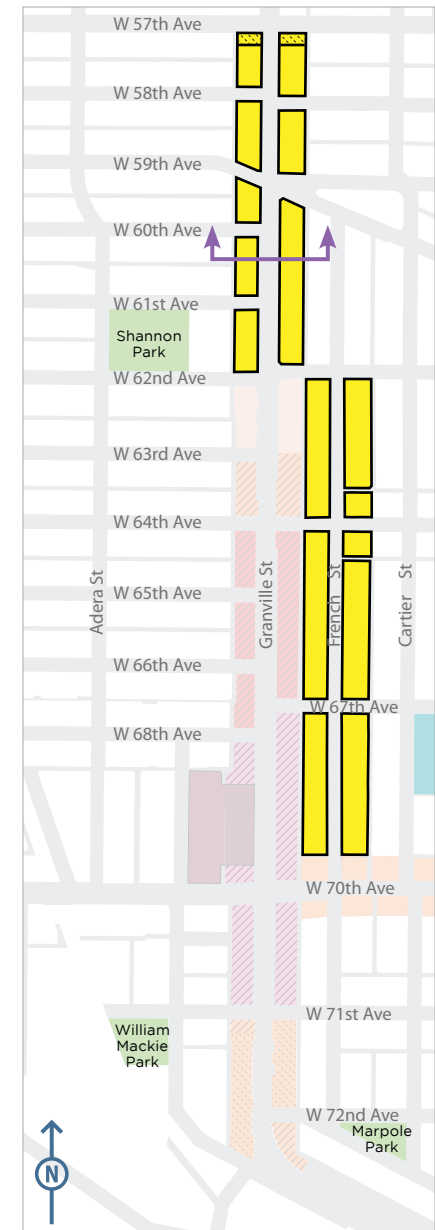 W 57th Ave
W 58th Ave
W 59th Ave
W 60th Ave
W 61st Ave
Shannon
Park
W 62nd Ave
W 63rd Ave
W 64th Ave
Adera St
W 65th Ave
Granville St
French St
Cartier St
W 66th Ave
W 67th Ave
W 68th Ave
W 70th Ave
W 71st Ave
William
Mackie
Park
W 72nd Ave
Marpole
Park
N